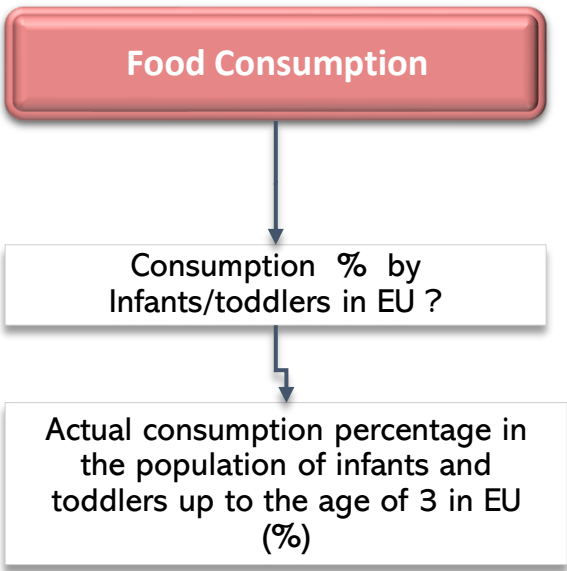 Food Consumption
Consumption % by
Infants/toddlers in EU ?
Actual consumption percentage in
the population of infants and
toddlers up to the age of 3 in EU
(%)